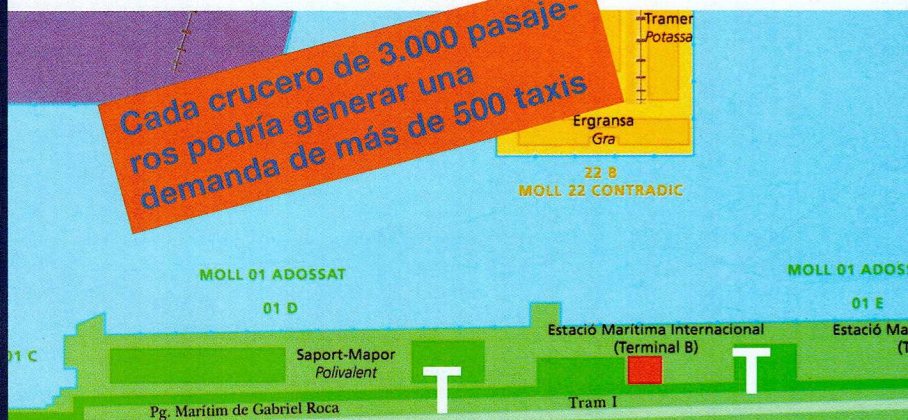 Cada crucero de 3.000 pasaje-
ros podría generar una
demanda de más de 500 taxis
Tramer
Potassa
Ergransa
Gra
22 B
MOLL 22 CONTRADIC
MOLL 01 ADOSSAT
01 D
MOLL 01 ADOSS
01 E
01 C
Saport-Mapor
Polivalent
T
Estació Marítima Internacional
(Terminal B)
T
Estació Ma
(T
Pg. Marítim de Gabriel Roca
Tram I